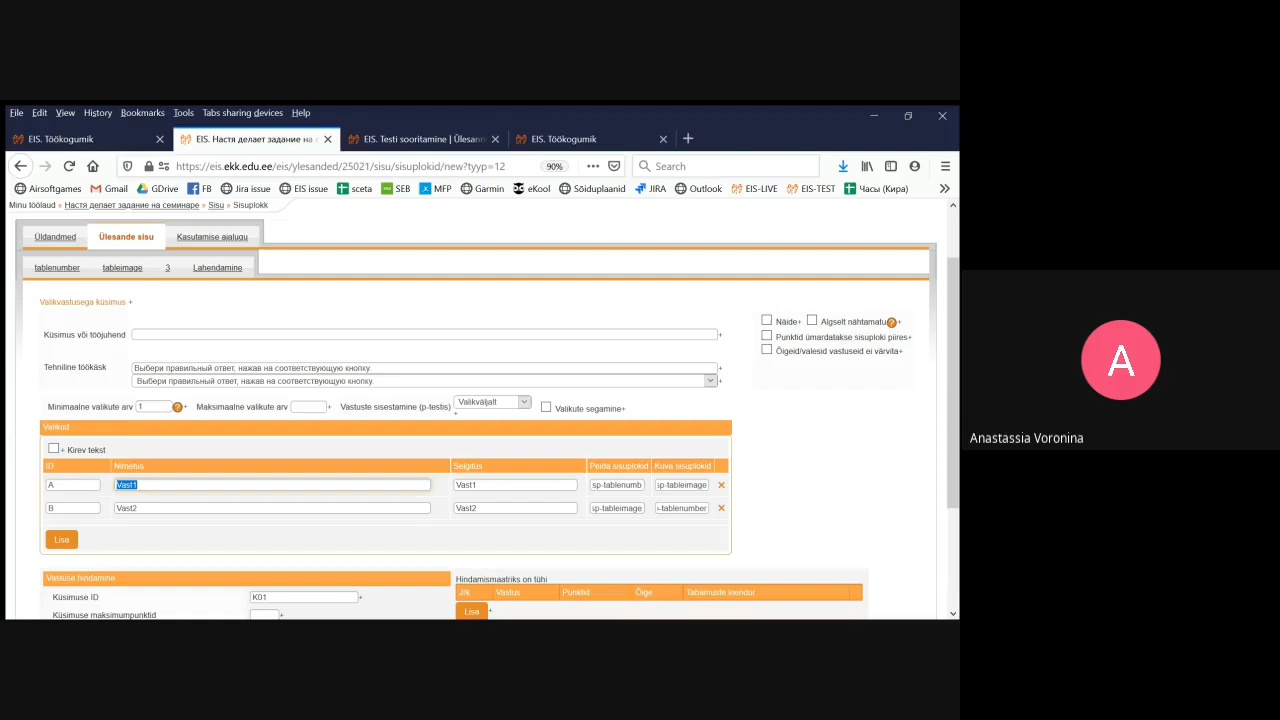 File Edit View History Bookmarks Tools Tabs sharing devices Help
EIS. Töökogumik EIS. Настя делает задание на EIS. Testi sooritamine | Ülesann EIS. Töökogumik
https://eis.ekk.edu.ee/eis/ylesanded/25021/sisu/sisuplokid/new?tyyp=12 90% Search
Airsoftgames Gmail GDrive FB Jira issue EIS issue sceta SEB MFP Garmin eKool Sõiduplaanid JIRA Outlook EIS-LIVE EIS-TEST Часы (Кира)
Minu töölaud » Настя делает задание на семинаре » Sisu » Sisuplokk
Üldandmed Ülesande sisu Kasutamise ajalugu
tablenumber tableimage 3 Lahendamine
Valikvastusega küsimus +
Näide+ Algselt nähtamatu ?+
Küsimus või tööjuhend +
Punktid ümardatakse sisuploki piires+
Õigeid/valesid vastuseid ei värvita+
Tehniline töökäsk Выбери правильный ответ, нажав на соответствующую кнопку. +
Выбери правильный ответ, нажав на соответствующую кнопку. +
Minimaalne valikute arv 1 ?+ Maksimaalne valikute arv + Vastuste sisestamine (p-testis) Valikväljalt + Valikute segamine+
Valikud
+ Kirev tekst
ID Nimetus Selgitus Peida sisuplokid Kuva sisuplokid
A Vast1 Vast1 sp-tablenumb sp-tableimage
B Vast2 Vast2 sp-tableimage -tablenumber
Lisa
Vastuse hindamine Hindamismaatriks on tühi
Jrk Vastus Punktid Õige Tabamuste loendur
Küsimuse ID K01 +
Lisa +
Küsimuse maksimumpunktid +
A
Anastassia Voronina